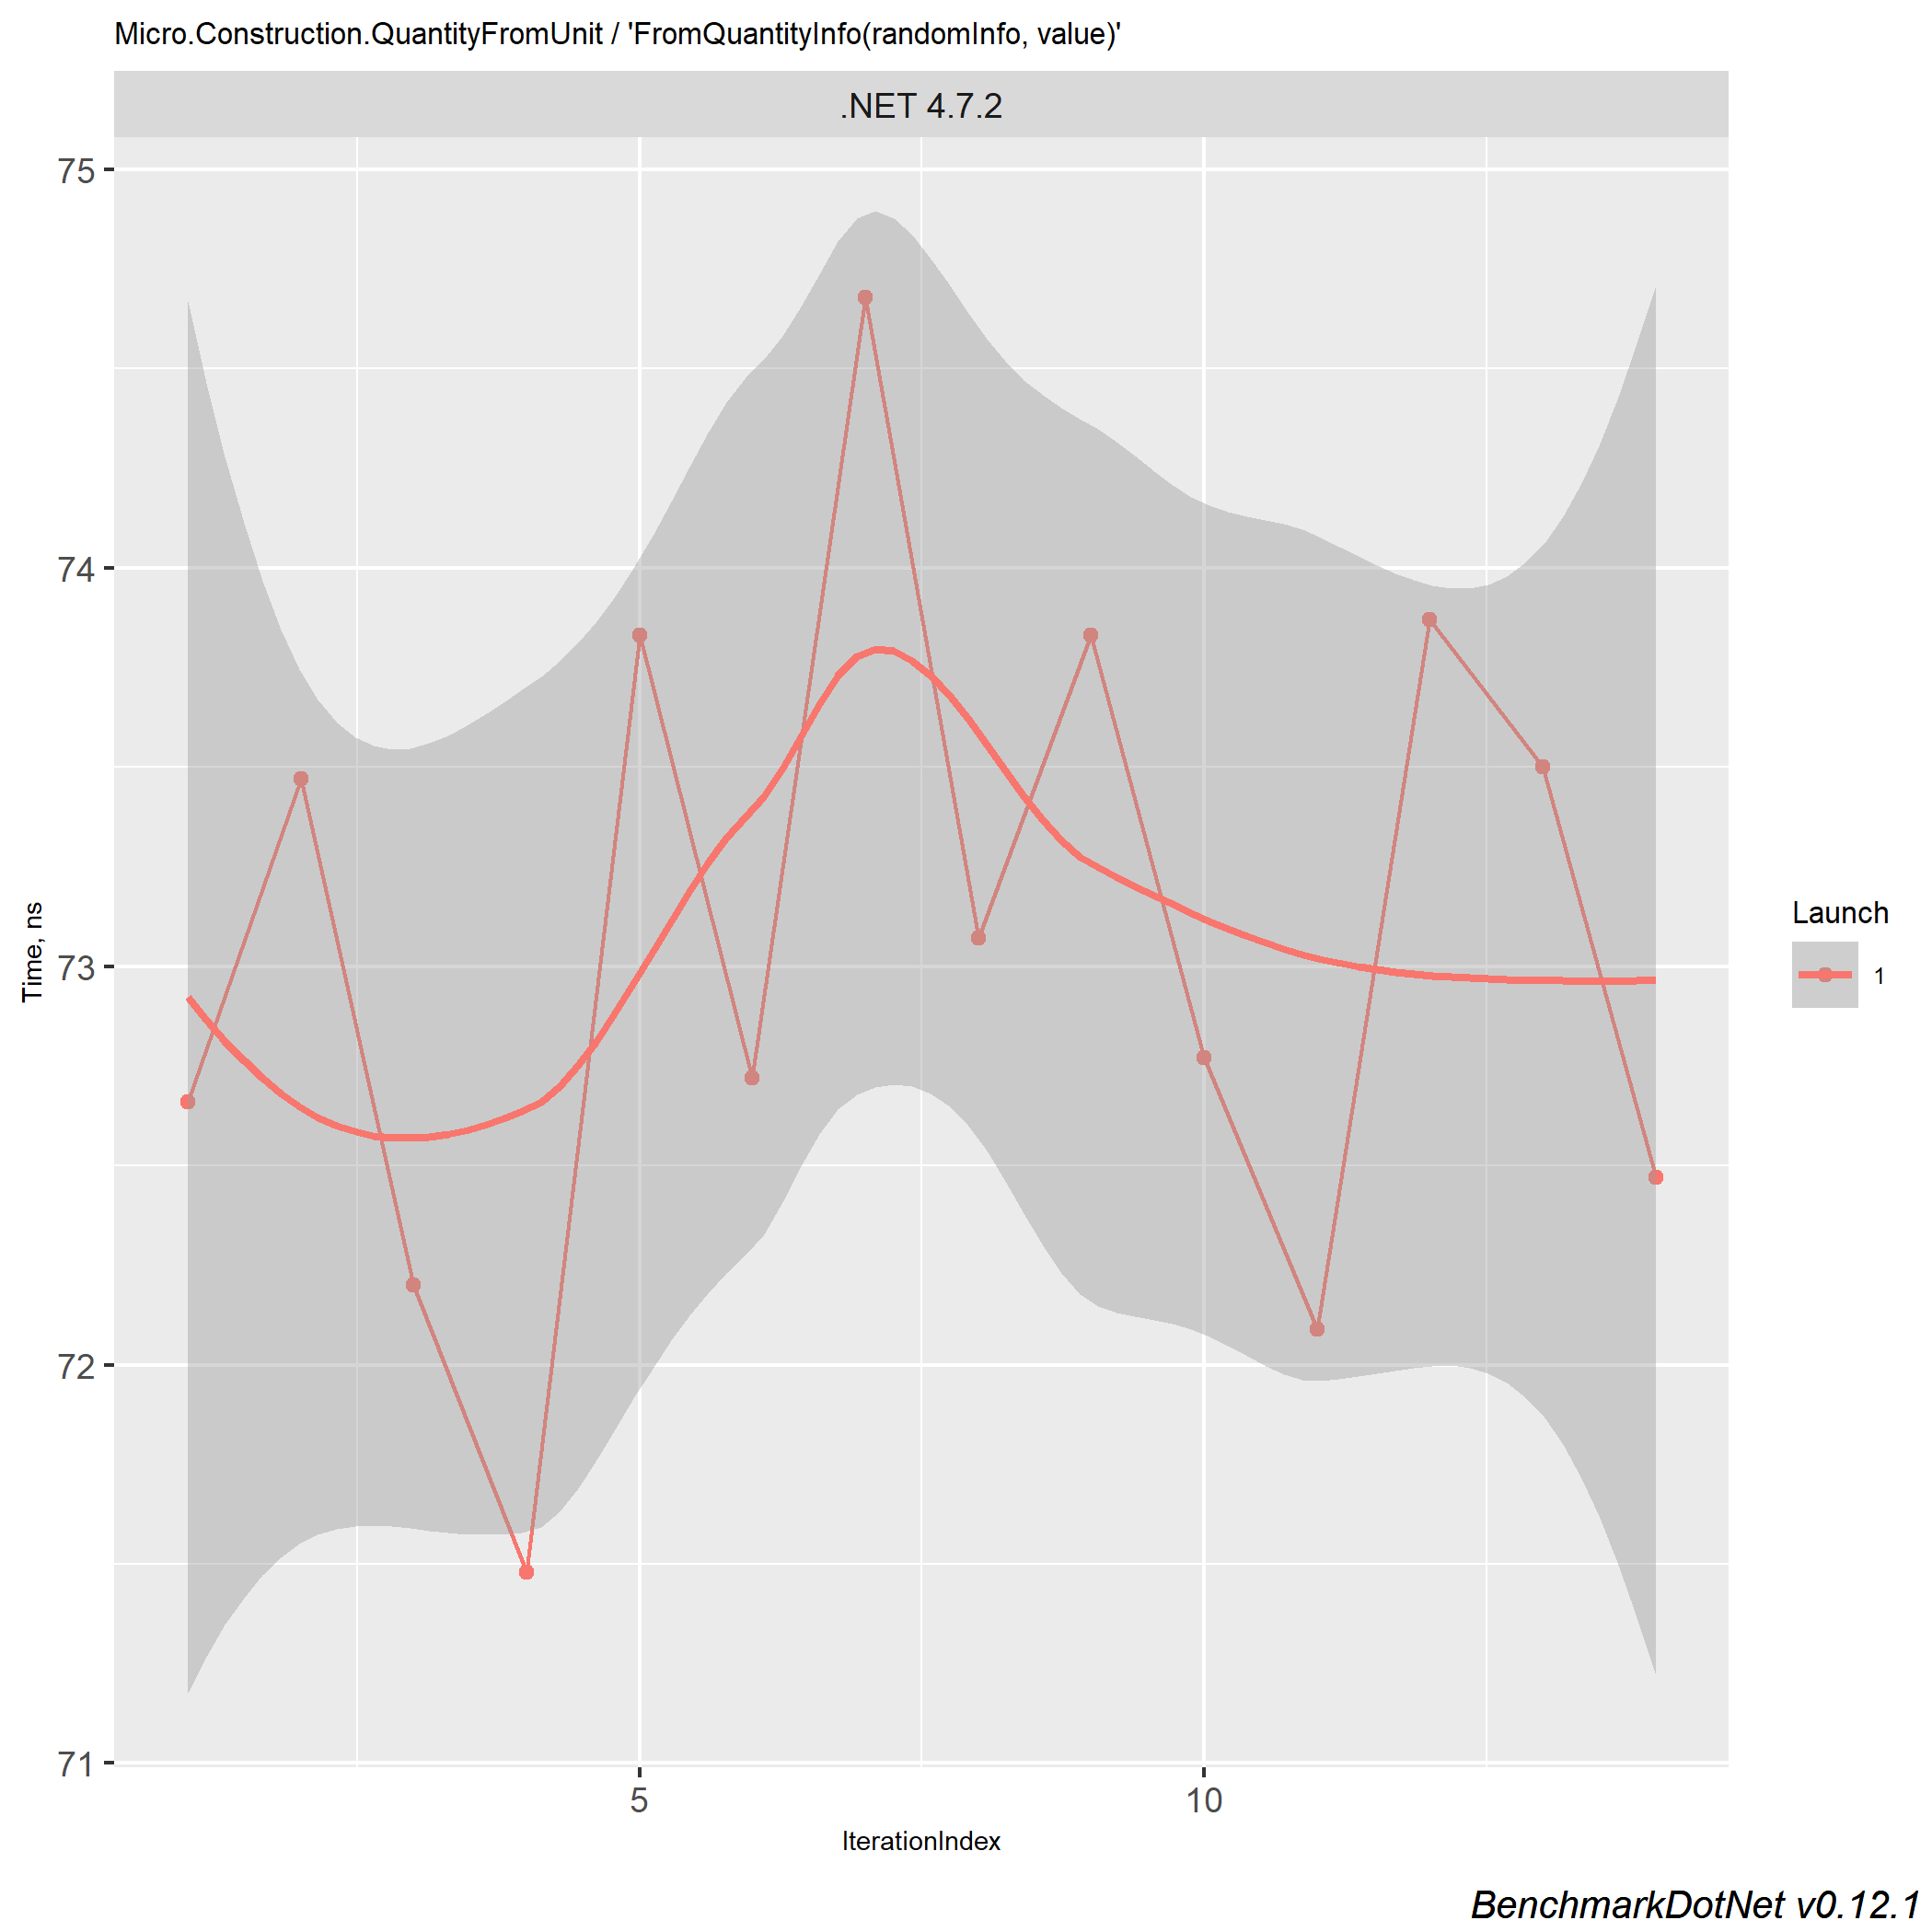 Micro.Construction.QuantityFromUnit / 'FromQuantityInfo(randomInfo, value)'
.NET 4.7.2
75
74
73
72
71
Time, ns
5
10
IterationIndex
Launch
1
BenchmarkDotNet v0.12.1